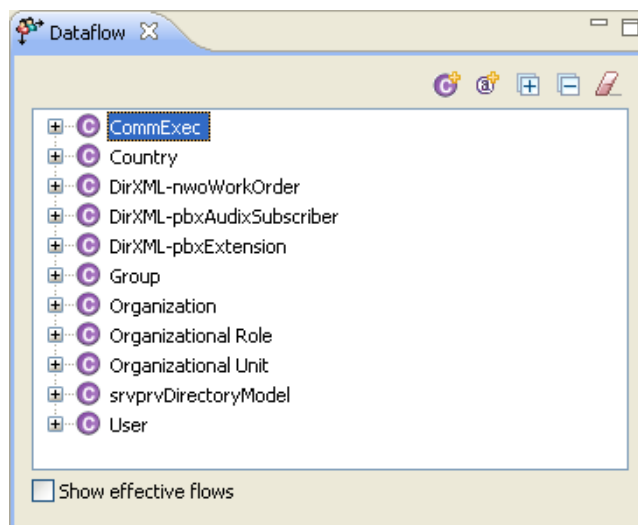 Dataflow
CommExec
Country
DirXML-nwoWorkOrder
DirXML-pbxAudixSubscriber
DirXML-pbxExtension
Group
Organization
Organizational Role
Organizational Unit
srvprvDirectoryModel
User
Show effective flows